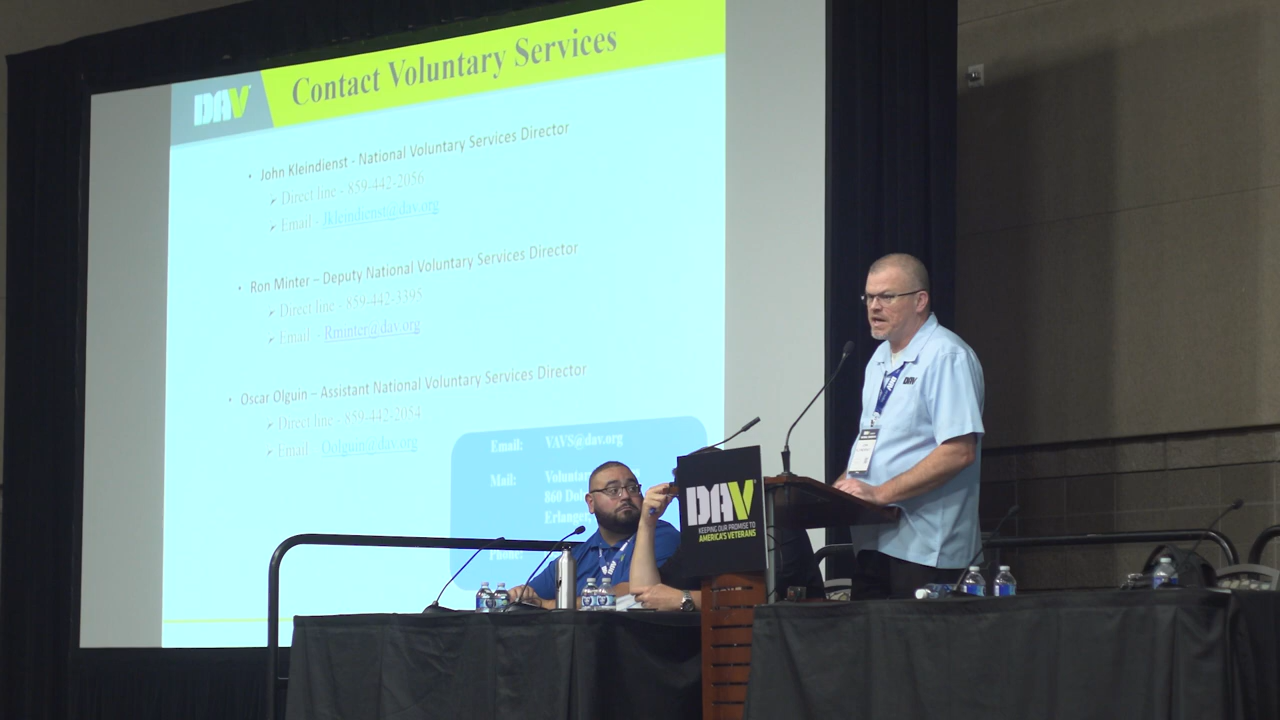 DAV
Contact Voluntary Services
• John Kleindienst - National Voluntary Services Director
➢ Direct line - 859-442-2056
➢ Email - Jkleindienst@dav.org
• Ron Minter – Deputy National Voluntary Services Director
➢ Direct line - 859-442-3395
➢ Email - Rminter@dav.org
• Oscar Olguin – Assistant National Voluntary Services Director
➢ Direct line - 859-442-2054
➢ Email - Oolguin@dav.org
Email: VAVS@dav.org
Mail:
860
Erlanger,
Phone:
DAV
KEEPING OUR PROMISE TO
AMERICA'S VETERANS
DAV